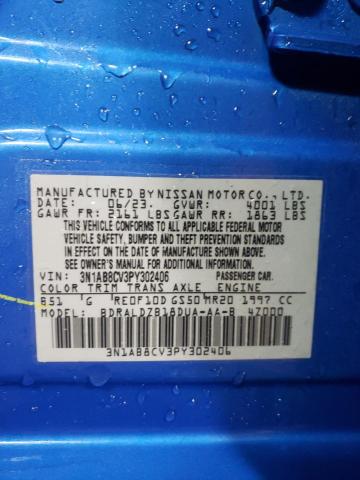 MANUFACTURED BY NISSAN MOTOR CO., LTD.
DATE: 06/23. GVWR: 4001 LBS
GAWR FR: 2161 LBS GAWR RR: 1863 LBS
THIS VEHICLE CONFORMS TO ALL APPLICABLE FEDERAL MOTOR
VEHICLE SAFETY, BUMPER AND THEFT PREVENTION STANDARDS
IN EFFECT ON THE DATE OF MANUFACTURE SHOWN ABOVE.
SEE OWNER'S MANUAL FOR ADDITIONAL INFORMATION
VIN: 3N1AB8CV3PY302406 PASSENGER CAR.
COLOR TRIM TRANS AXLE ENGINE
B51 G RE0F10D GS50 MR20 1997 CC
MODEL: BDRALDZB18DUA-AA-B 4Z000
3N1AB8CV3PY302406